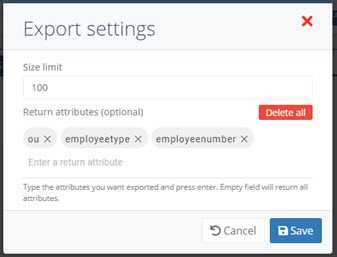 Export settings
Size limit
100
Return attributes (optional) Delete all
ou employeetype employeenumber
Enter a return attribute
Type the attributes you want exported and press enter. Empty field will return all
attributes.
Cancel Save